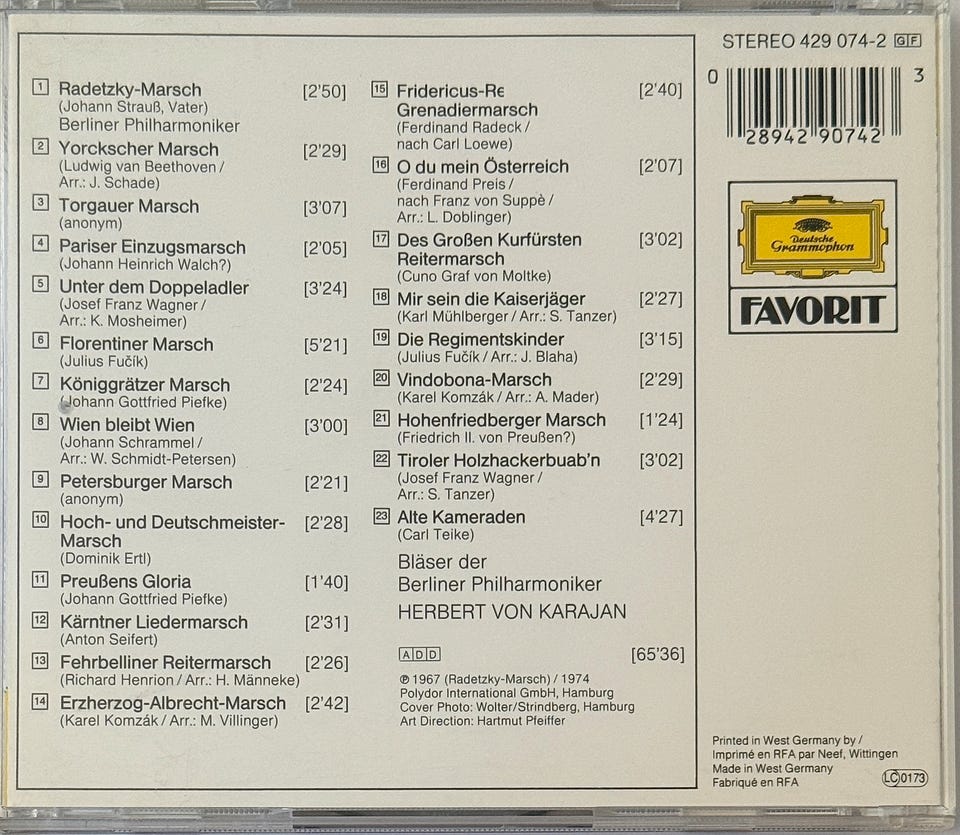 1 Radetzky-Marsch [2'50]
(Johann Strauß, Vater)
Berliner Philharmoniker
2 Yorckscher Marsch [2'29]
(Ludwig van Beethoven /
Arr.: J. Schade)
3 Torgauer Marsch [3'07]
(anonym)
4 Pariser Einzugsmarsch [2'05]
(Johann Heinrich Walch?)
5 Unter dem Doppeladler [3'24]
(Josef Franz Wagner /
Arr.: K. Mosheimer)
6 Florentiner Marsch [5'21]
(Julius Fučík)
7 Königgrätzer Marsch [2'24]
(Johann Gottfried Piefke)
8 Wien bleibt Wien [3'00]
(Johann Schrammel /
Arr.: W. Schmidt-Petersen)
9 Petersburger Marsch [2'21]
(anonym)
10 Hoch- und Deutschmeister- [2'28]
Marsch
(Dominik Ertl)
11 Preußens Gloria [1'40]
(Johann Gottfried Piefke)
12 Kärntner Liedermarsch [2'31]
(Anton Seifert)
13 Fehrbelliner Reitermarsch [2'26]
(Richard Henrion / Arr.: H. Männeke)
14 Erzherzog-Albrecht-Marsch [2'42]
(Karel Komzák / Arr.: M. Villinger)
15 Fridericus-Re [2'40]
Grenadiermarsch
(Ferdinand Radeck /
nach Carl Loewe)
16 O du mein Österreich [2'07]
(Ferdinand Preis /
nach Franz von Suppè /
Arr.: L. Doblinger)
17 Des Großen Kurfürsten [3'02]
Reitermarsch
(Cuno Graf von Moltke)
18 Mir sein die Kaiserjäger [2'27]
(Karl Mühlberger / Arr.: S. Tanzer)
19 Die Regimentskinder [3'15]
(Julius Fučík / Arr.: J. Blaha)
20 Vindobona-Marsch [2'29]
(Karel Komzák / Arr.: A. Mader)
21 Hohenfriedberger Marsch [1'24]
(Friedrich II. von Preußen?)
22 Tiroler Holzhackerbuab'n [3'02]
(Josef Franz Wagner /
Arr.: S. Tanzer)
23 Alte Kameraden [4'27]
(Carl Teike)
Bläser der
Berliner Philharmoniker
HERBERT VON KARAJAN
ADD [65'36]
℗ 1967 (Radetzky-Marsch) / 1974
Polydor International GmbH, Hamburg
Cover Photo: Wolter/Strindberg, Hamburg
Art Direction: Hartmut Pfeiffer
STEREO 429 074-2 GF
0 28942 90742 3
Deutsche
Grammophon
FAVORIT
Printed in West Germany by /
Imprimé en RFA par Neef, Wittingen
Made in West Germany
Fabriqué en RFA
LC 0173